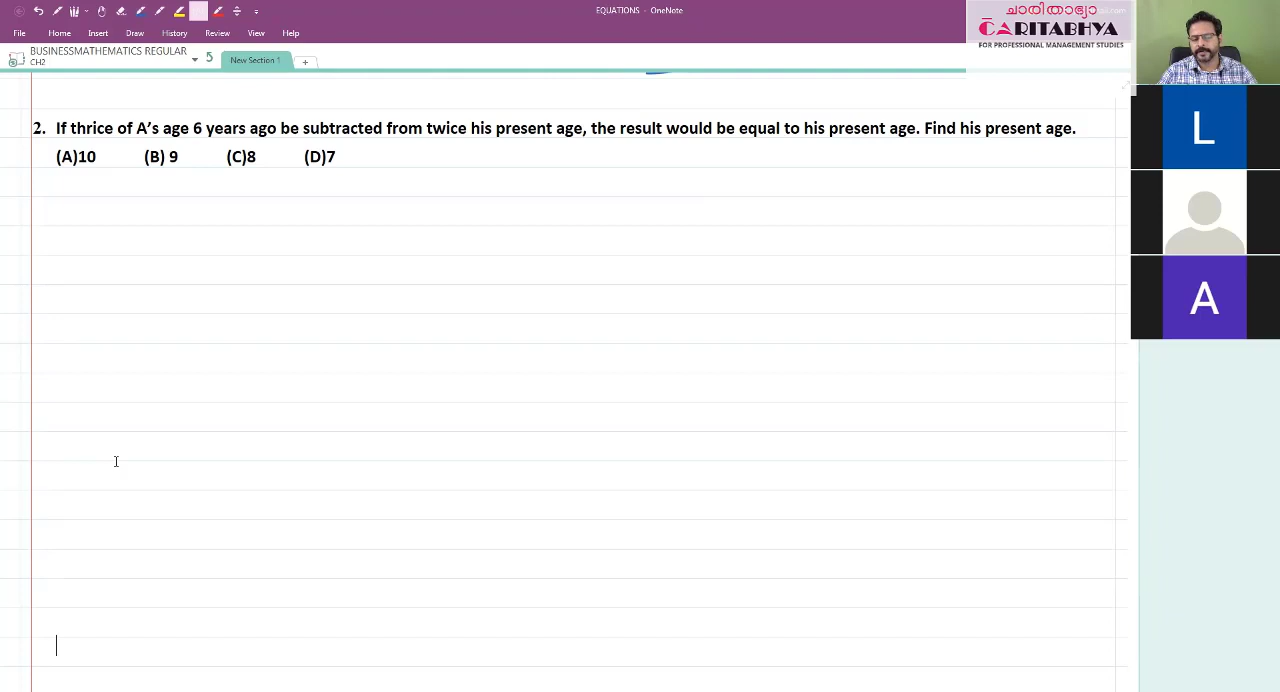 EQUATIONS - OneNote
ചാരിതാഭ്യാ
CARITABHYA
FOR PROFESSIONAL MANAGEMENT STUDIES
File Home Insert Draw History Review View Help
BUSINESSMATHEMATICS REGULAR
CH2
New Section 1
2. If thrice of A's age 6 years ago be subtracted from twice his present age, the result would be equal to his present age. Find his present age.
(A)10 (B) 9 (C)8 (D)7
L
A